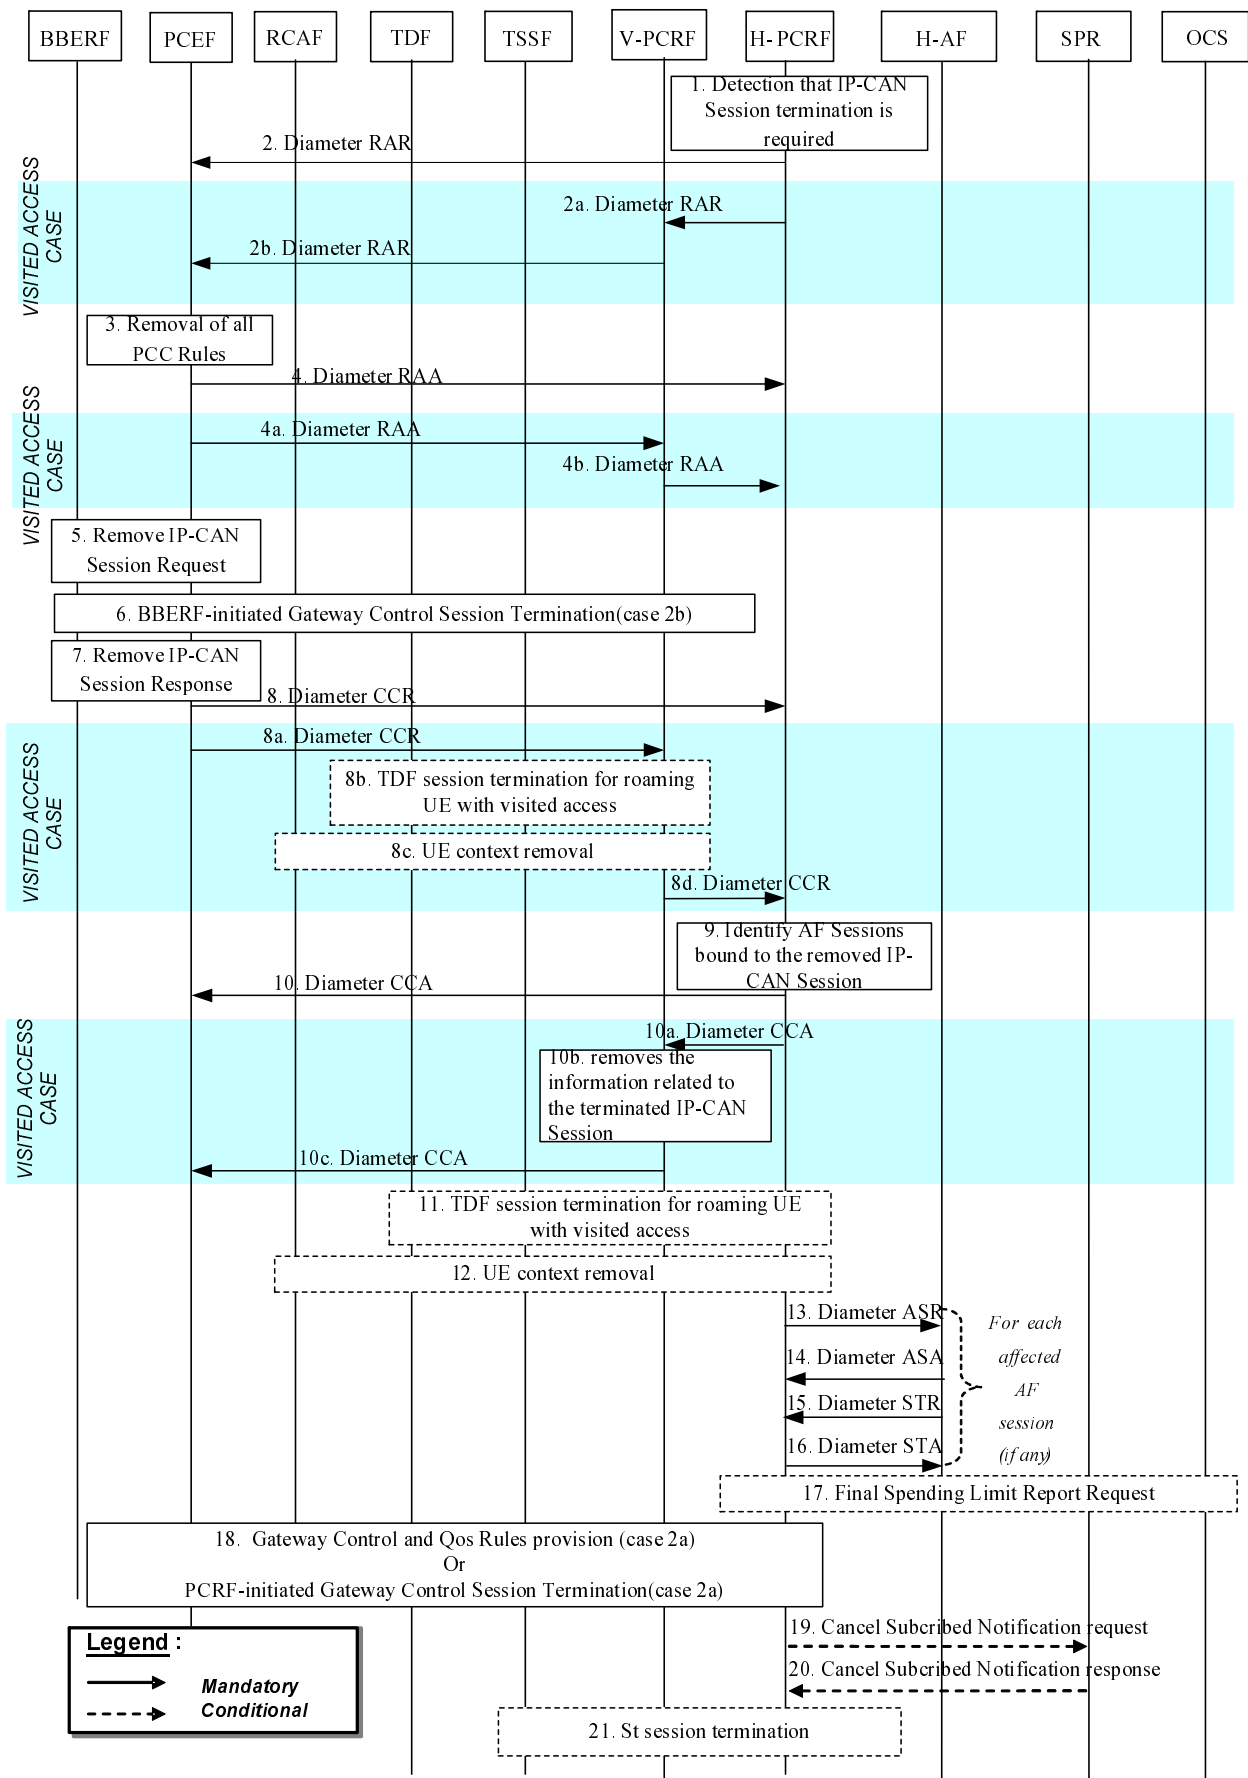 BBERF
PCEF
RCAF
TDF
TSSF
V-PCRF
H- PCRF
H-AF
SPR
OCS
1. Detection that IP-CAN
Session termination is
required
2. Diameter RAR
VISITED ACCESS
CASE
2a. Diameter RAR
2b. Diameter RAR
3. Removal of all
PCC Rules
4. Diameter RAA
VISITED ACCESS
CASE
4a. Diameter RAA
4b. Diameter RAA
5. Remove IP-CAN
Session Request
6. BBERF-initiated Gateway Control Session Termination(case 2b)
7. Remove IP-CAN
Session Response
8. Diameter CCR
VISITED ACCESS
CASE
8a. Diameter CCR
8b. TDF session termination for roaming
UE with visited access
8c. UE context removal
8d. Diameter CCR
9. Identify AF Sessions
bound to the removed IP-
CAN Session
10. Diameter CCA
VISITED ACCESS
CASE
10a. Diameter CCA
10b. removes the
information related to
the terminated IP-CAN
Session
10c. Diameter CCA
11. TDF session termination for roaming UE
with visited access
12. UE context removal
13. Diameter ASR
14. Diameter ASA
15. Diameter STR
16. Diameter STA
For each
affected
AF
session
(if any)
17. Final Spending Limit Report Request
18. Gateway Control and Qos Rules provision (case 2a)
Or
PCRF-initiated Gateway Control Session Termination(case 2a)
19. Cancel Subcribed Notification request
20. Cancel Subcribed Notification response
21. St session termination
Legend :
Mandatory
Conditional